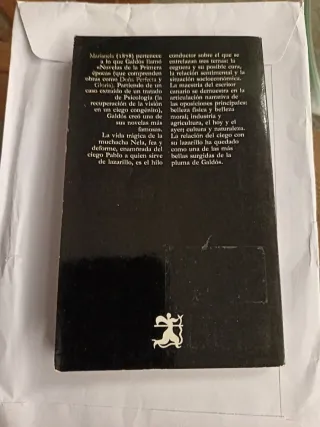 Marianela (1878) pertenece
a lo que Galdós llamó
«Novelas de la Primera
época» (que comprenden
obras como Doña Perfecta y
Gloria). Partiendo de un
caso extraído de un tratado
de Psicología (la
recuperación de la visión
en un ciego congénito),
Galdós creó una de
sus novelas más
famosas.
La vida trágica de la
muchacha Nela, fea y
deforme, enamorada del
ciego Pablo a quien sirve
de lazarillo, es el hilo
conductor sobre el que se
entrelazan sus temas: la
ceguera y su posible cura,
la relación sentimental y la
situación socioeconómica.
La maestría del escritor
canario se demuestra en la
articulación narrativa de
las oposiciones principales:
belleza física y belleza
moral; industria y
agricultura, el hoy y el
ayer; cultura y naturaleza.
La relación del ciego con
su lazarillo ha quedado
como una de las más
bellas surgidas de la
pluma de Galdós.